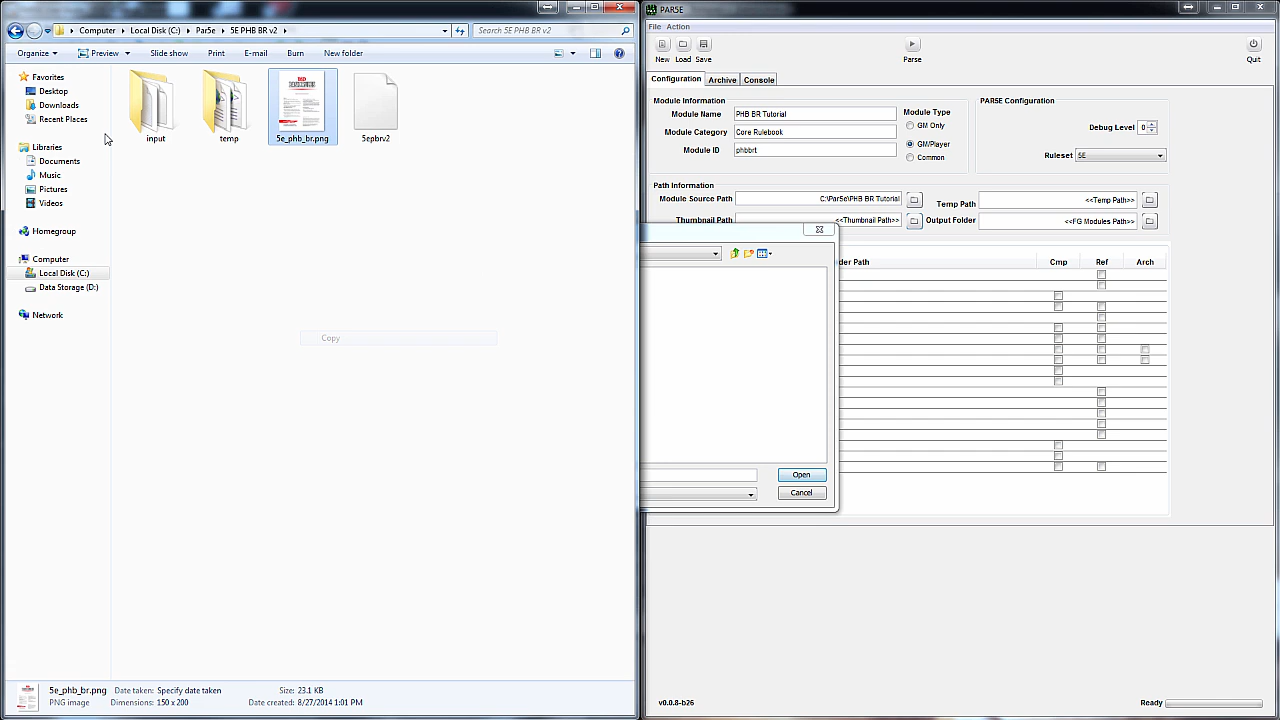 Computer ▸ Local Disk (C:) ▸ Par5e ▸ 5E PHB BR v2 ▸
Search 5E PHB BR v2
Organize Preview Slide show Print E-mail Burn New folder
Favorites
Desktop
Downloads
Recent Places
Libraries
Documents
Music
Pictures
Videos
Homegroup
Computer
Local Disk (C:)
Data Storage (D:)
Network
input
temp
5e_phb_br.png
5epbrv2
Copy
5e_phb_br.png Date taken: Specify date taken Size: 23.1 KB
PNG image Dimensions: 150 x 200 Date created: 8/27/2014 1:01 PM
PAR5E
File Action
New Load Save Parse Quit
Configuration Archive Console
Module Information
Module Name PHB BR Tutorial
Module Category Core Rulebook
Module ID phbbrt
Module Type
GM Only
GM/Player
Common
Debug Level 0
Ruleset 5E
Path Information
Module Source Path C:\Par5e\PHB BR Tutorial
Temp Path <<Temp Path>>
Thumbnail Path <<Thumbnail Path>>
Output Folder <<FG Modules Path>>
Path Cmp Ref Arch
Open
Cancel
v0.0.8-b26
Ready